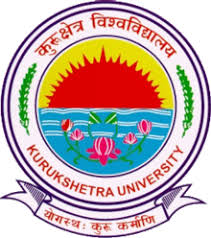 कुरुक्षेत्र विश्वविद्यालय
KURUKSHETRA UNIVERSITY
योगस्थः कुरु कर्माणि